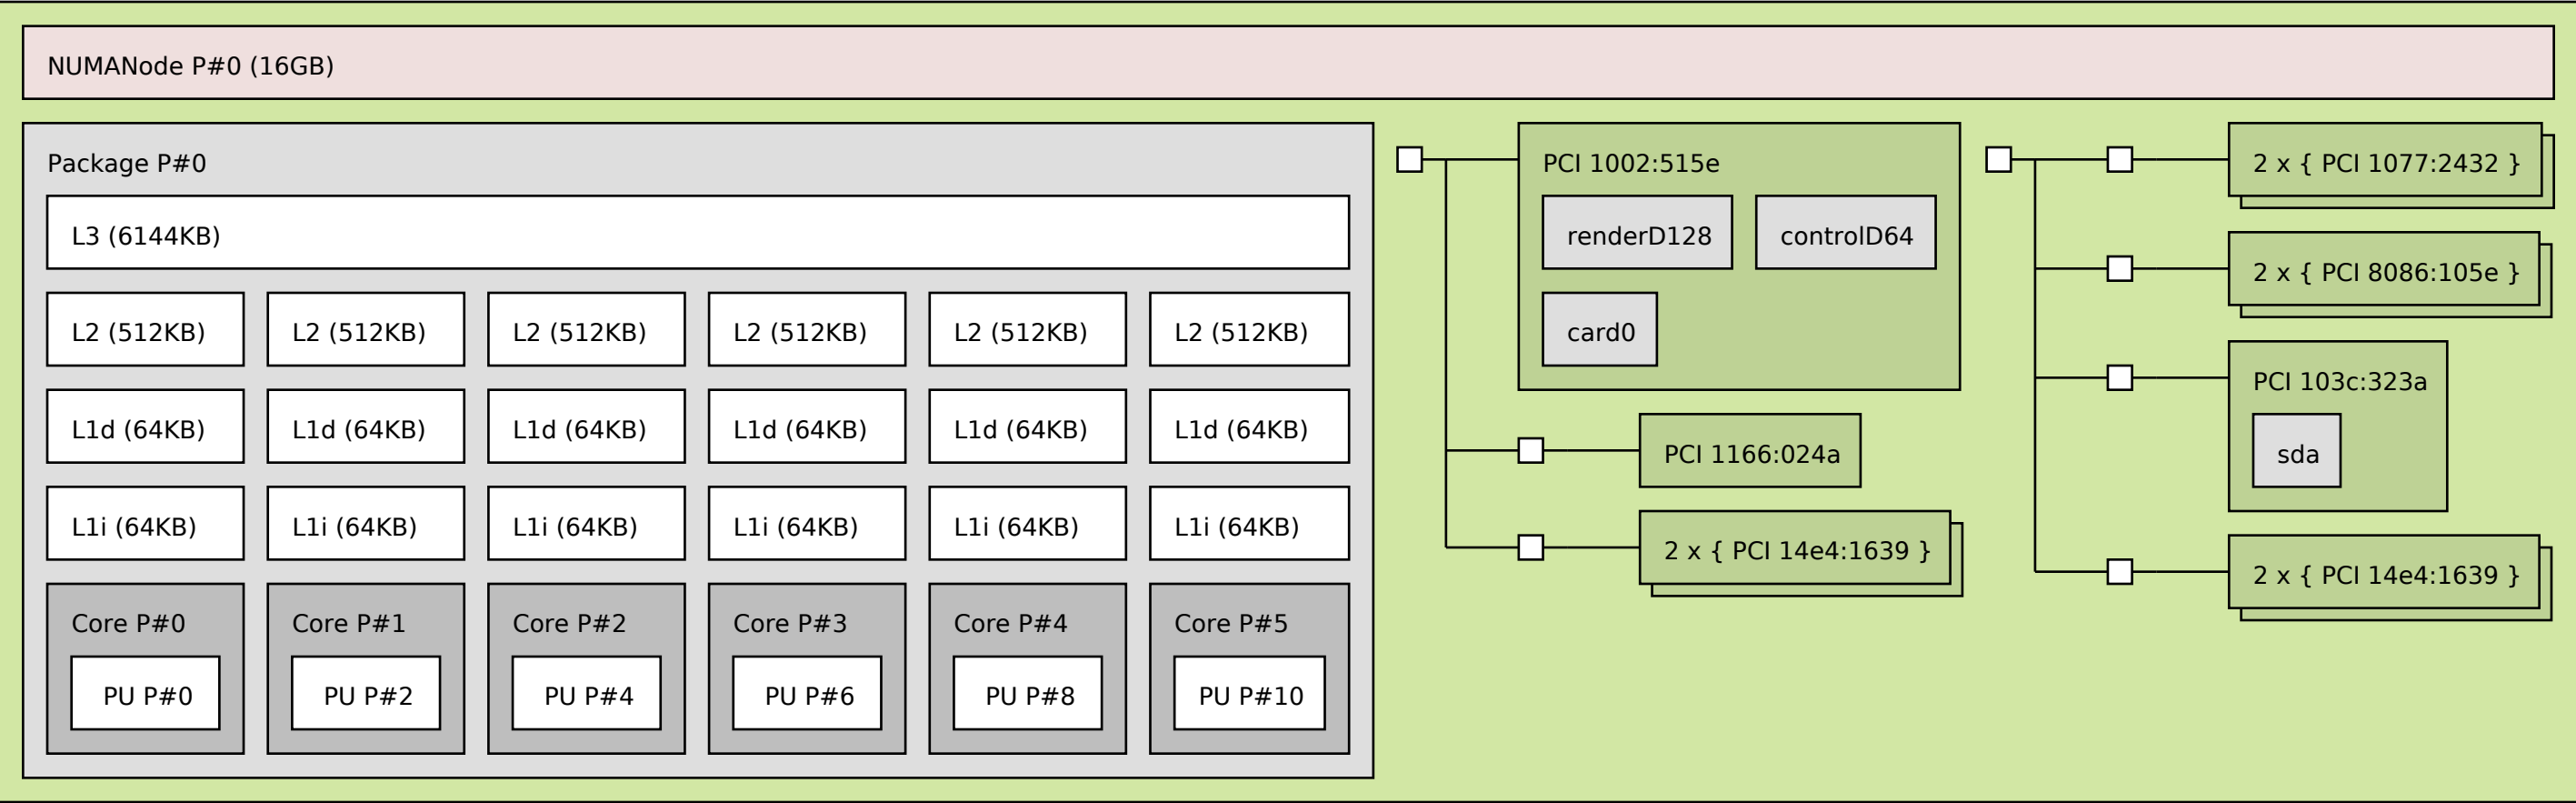 NUMANode P#0 (16GB)
Package P#0
L3 (6144KB)
L2 (512KB) L2 (512KB) L2 (512KB) L2 (512KB) L2 (512KB) L2 (512KB)
L1d (64KB) L1d (64KB) L1d (64KB) L1d (64KB) L1d (64KB) L1d (64KB)
L1i (64KB) L1i (64KB) L1i (64KB) L1i (64KB) L1i (64KB) L1i (64KB)
Core P#0 Core P#1 Core P#2 Core P#3 Core P#4 Core P#5
PU P#0 PU P#2 PU P#4 PU P#6 PU P#8 PU P#10
PCI 1002:515e
renderD128 controlD64
card0
PCI 1166:024a
2 x { PCI 14e4:1639 }
2 x { PCI 1077:2432 }
2 x { PCI 8086:105e }
PCI 103c:323a
sda
2 x { PCI 14e4:1639 }